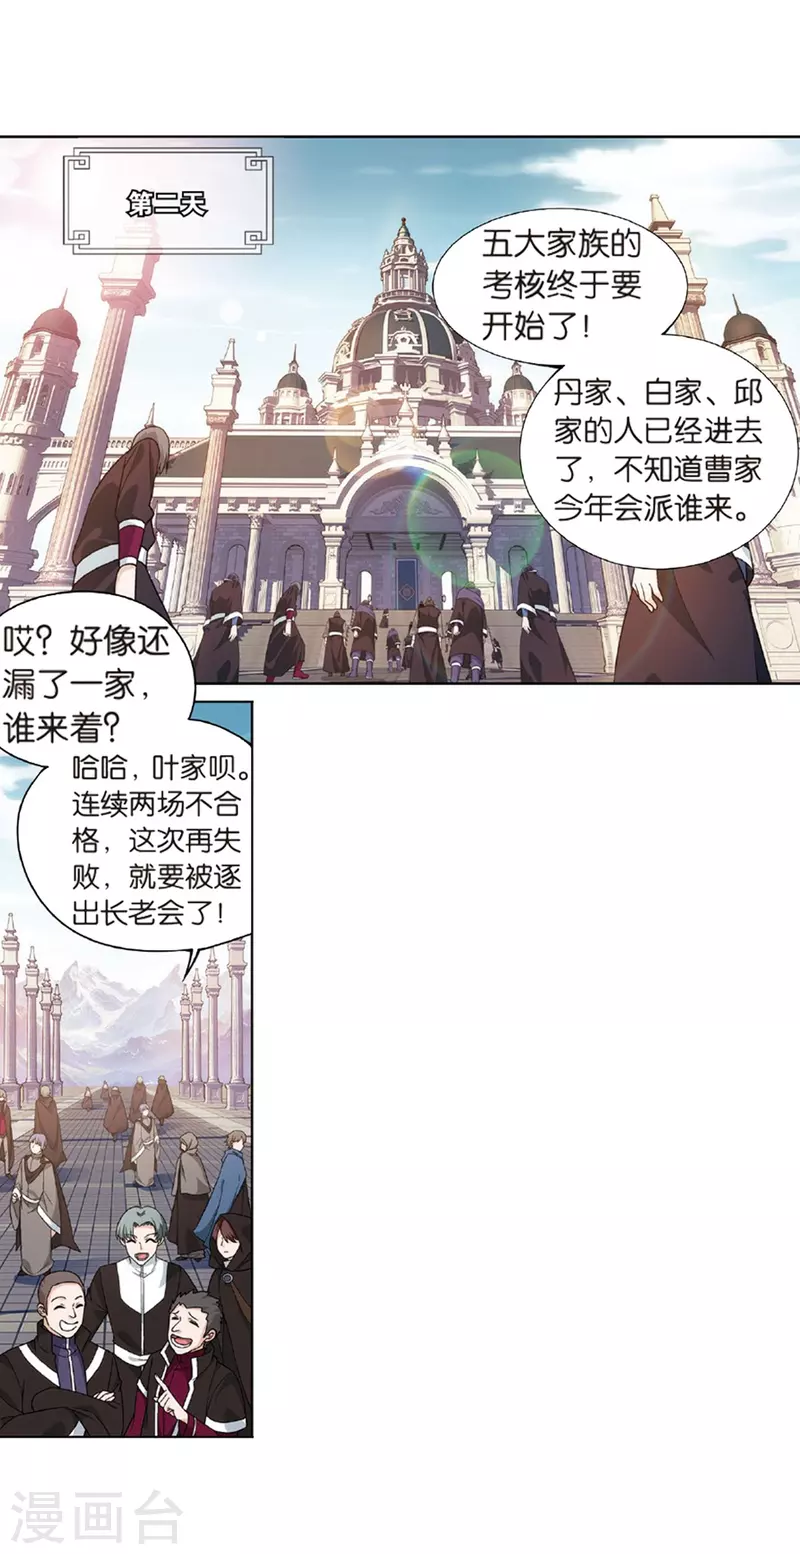 第二天
五大家族的
考核终于要
开始了！
丹家、白家、邱
家的人已经进去
了，不知道曹家
今年会派谁来。
哎？好像还
漏了一家，
谁来着？
哈哈，叶家呗。
连续两场不合
格，这次再失
败，就要被逐
出长老会了！
漫画台